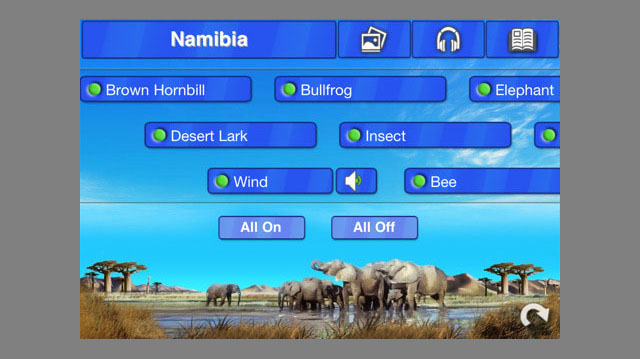 Namibia
Brown Hornbill Bullfrog Elephant
Desert Lark Insect
Wind Bee
All On All Off